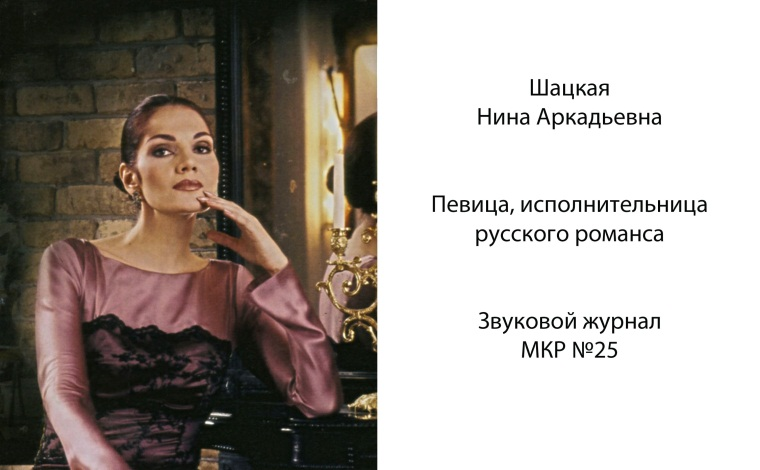 Шацкая
Нина Аркадьевна
Певица, исполнительница
русского романса
Звуковой журнал
МКР №25